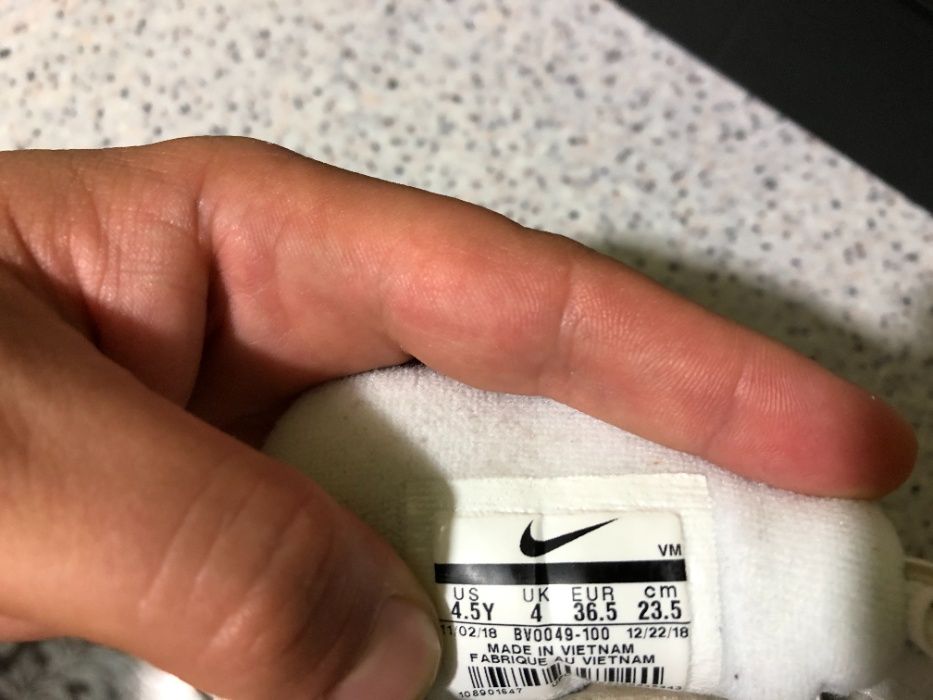 VM
US UK EUR cm
4.5Y 4 36.5 23.5
11/02/18 BV0049-100 12/22/18
MADE IN VIETNAM
FABRIQUE AU VIETNAM